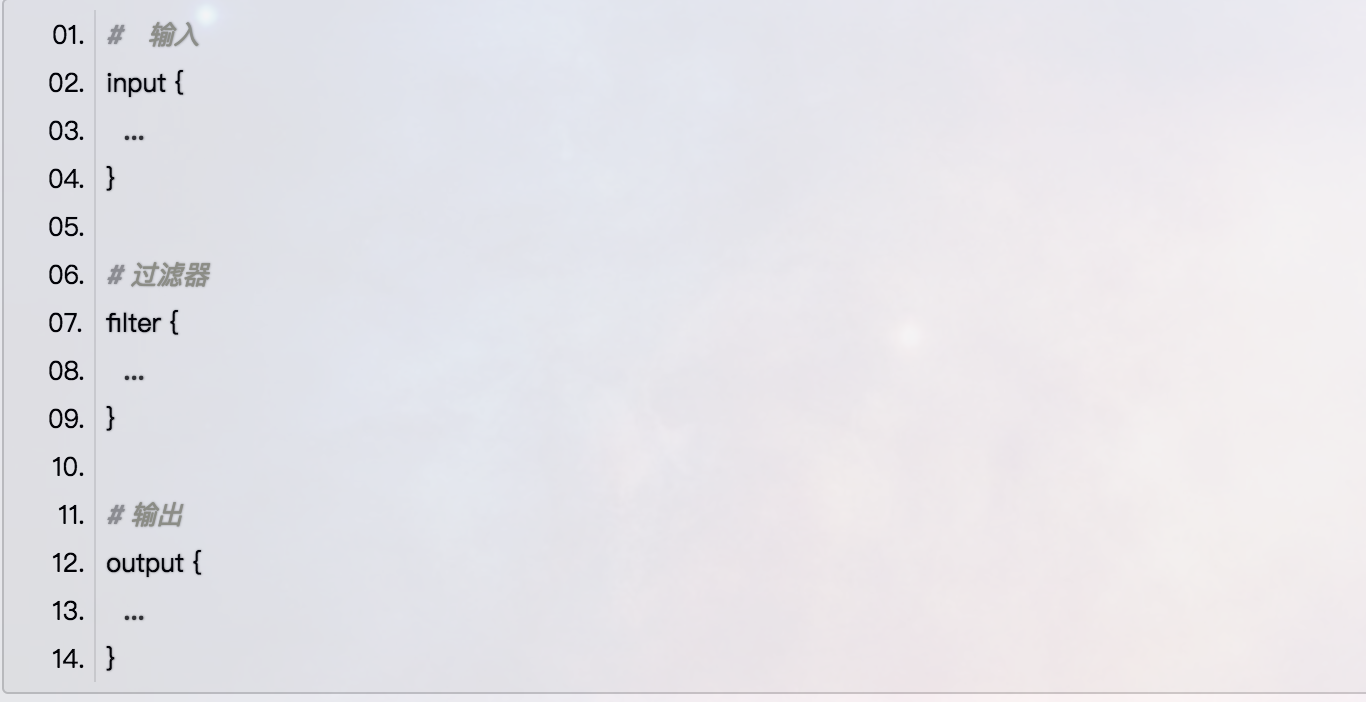 01. #   输入
02. input {
03.   ...
04. }
05.
06. # 过滤器
07. filter {
08.   ...
09. }
10.
11. # 输出
12. output {
13.   ...
14. }